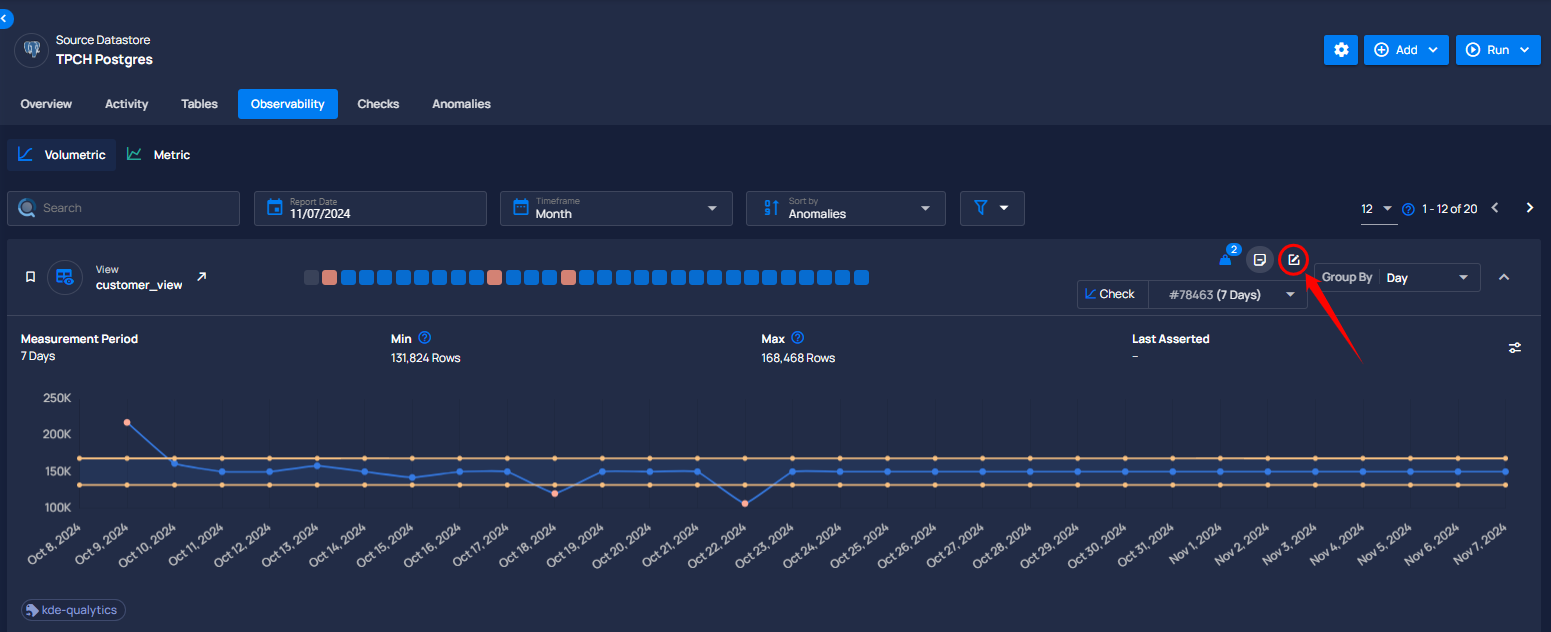 Source Datastore
TPCH Postgres
Add
Run
Overview
Activity
Tables
Observability
Checks
Anomalies
Volumetric
Metric
Search
Report Date
11/07/2024
Timeframe
Month
Sort by
Anomalies
12
1 - 12 of 20
View
customer_view
2
Check
#78463 (7 Days)
Group By
Day
Measurement Period
7 Days
Min
131,824 Rows
Max
168,468 Rows
Last Asserted
–
250K
200K
150K
100K
Oct 8, 2024
Oct 9, 2024
Oct 10, 2024
Oct 11, 2024
Oct 12, 2024
Oct 13, 2024
Oct 14, 2024
Oct 15, 2024
Oct 16, 2024
Oct 17, 2024
Oct 18, 2024
Oct 19, 2024
Oct 20, 2024
Oct 21, 2024
Oct 22, 2024
Oct 23, 2024
Oct 24, 2024
Oct 25, 2024
Oct 26, 2024
Oct 27, 2024
Oct 28, 2024
Oct 29, 2024
Oct 30, 2024
Oct 31, 2024
Nov 1, 2024
Nov 2, 2024
Nov 3, 2024
Nov 4, 2024
Nov 5, 2024
Nov 6, 2024
Nov 7, 2024
kde-qualytics